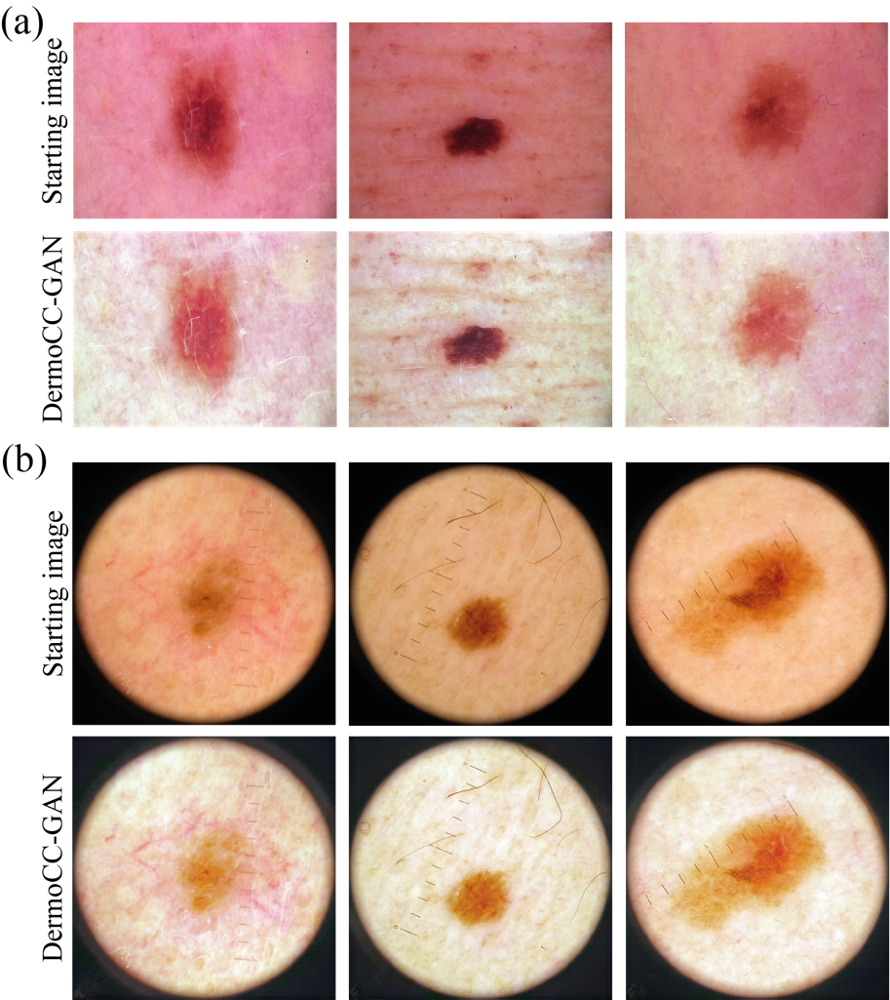 (a)
Starting image
DermoCC-GAN
(b)
Starting image
DermoCC-GAN